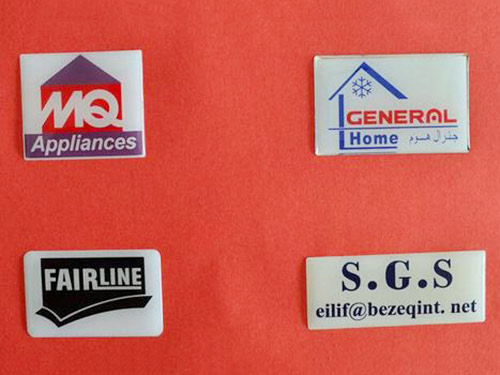 MQ
Appliances
GENERAL
Home جنرال هوم
FAIRLINE
S.G.S
eilif@bezeqint. net